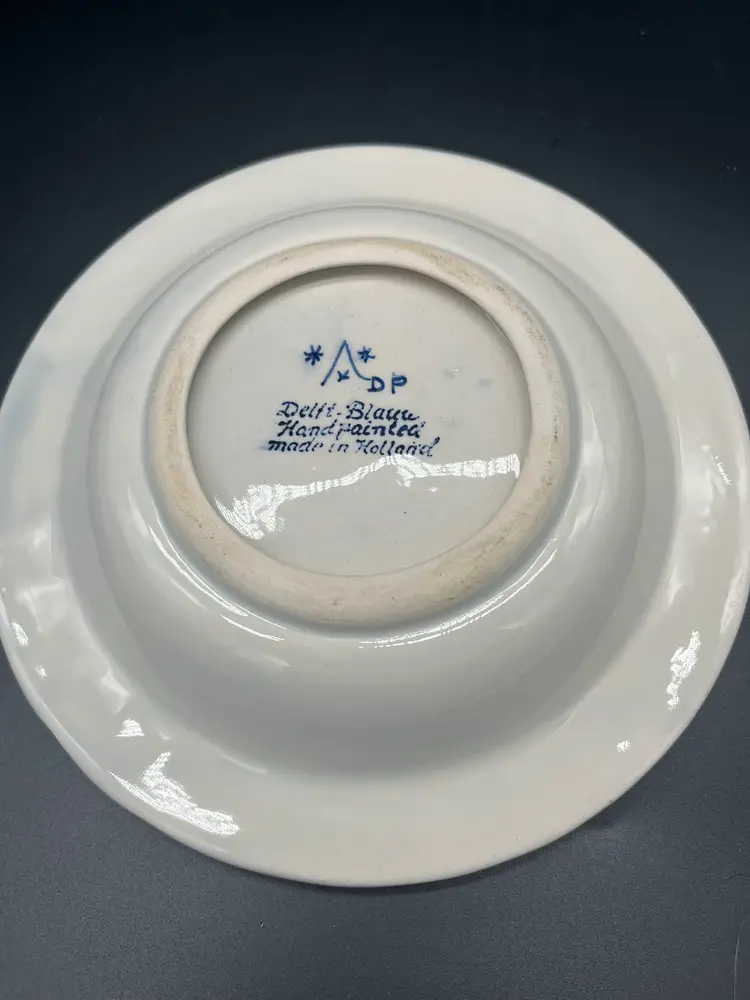 * Λ *
x DP
Delft-Blauw
Handpainted
made in Holland